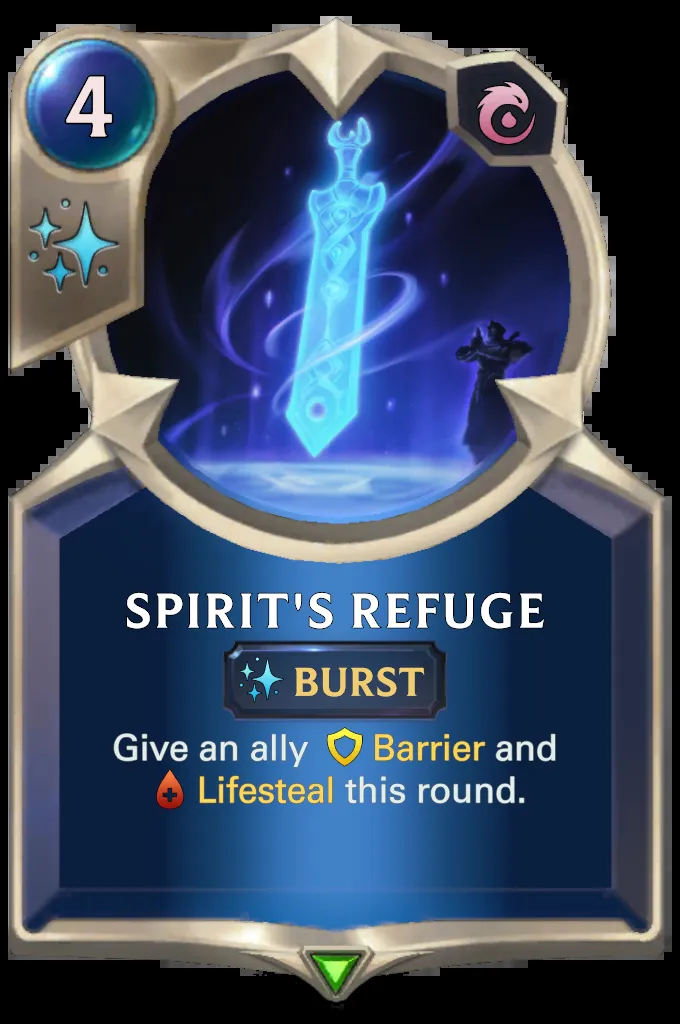 4
SPIRIT'S REFUGE
BURST
Give an ally Barrier and
Lifesteal this round.